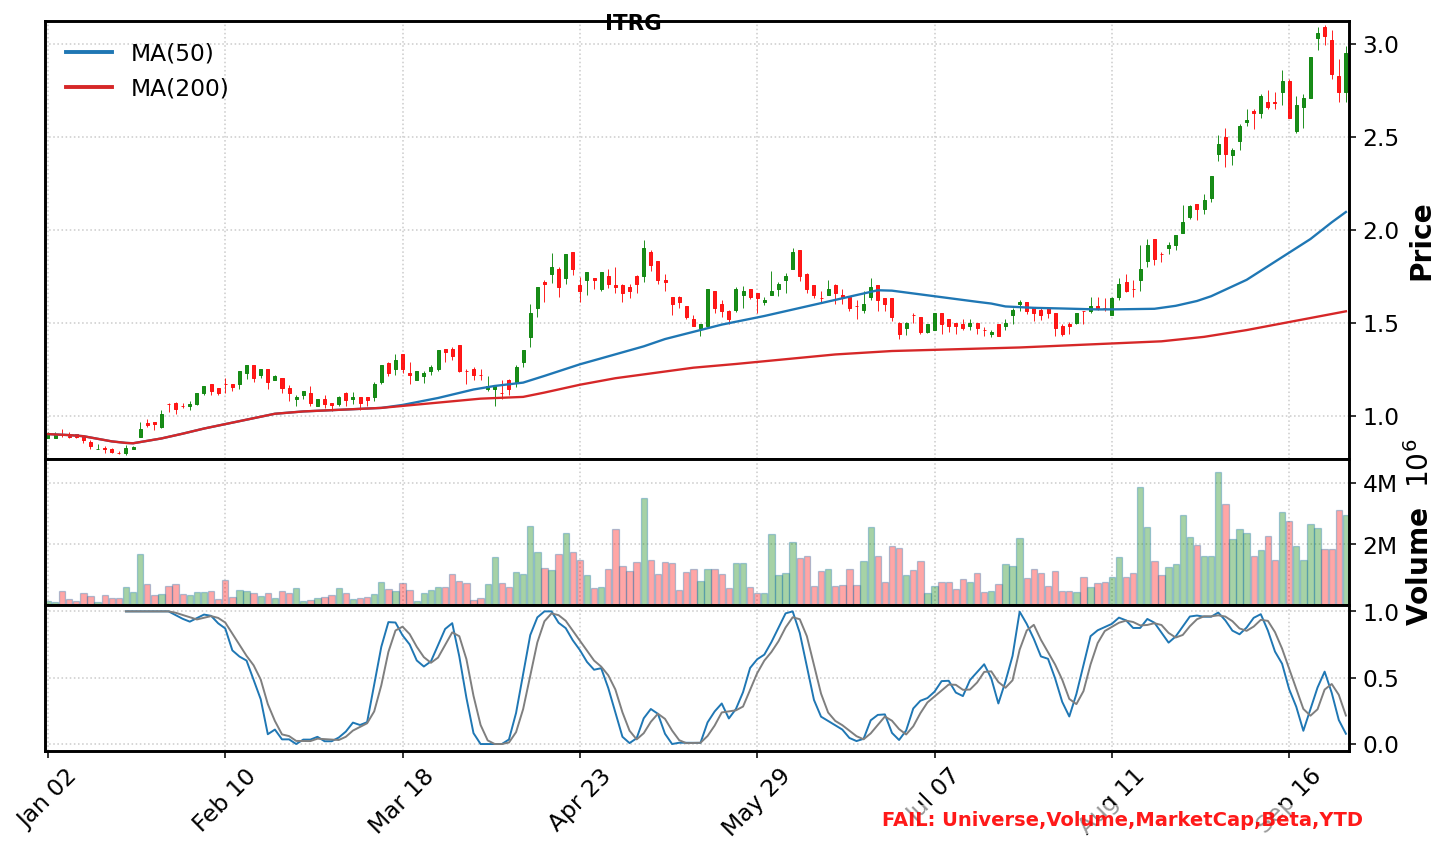 ITRG
MA(50)
MA(200)
3.0
2.5
2.0
1.5
1.0
Price
4M
2M
Volume 10^6
1.0
0.5
0.0
Jan 02
Feb 10
Mar 18
Apr 23
May 29
Jul 07
Aug 11
Sep 16
FAIL: Universe,Volume,MarketCap,Beta,YTD